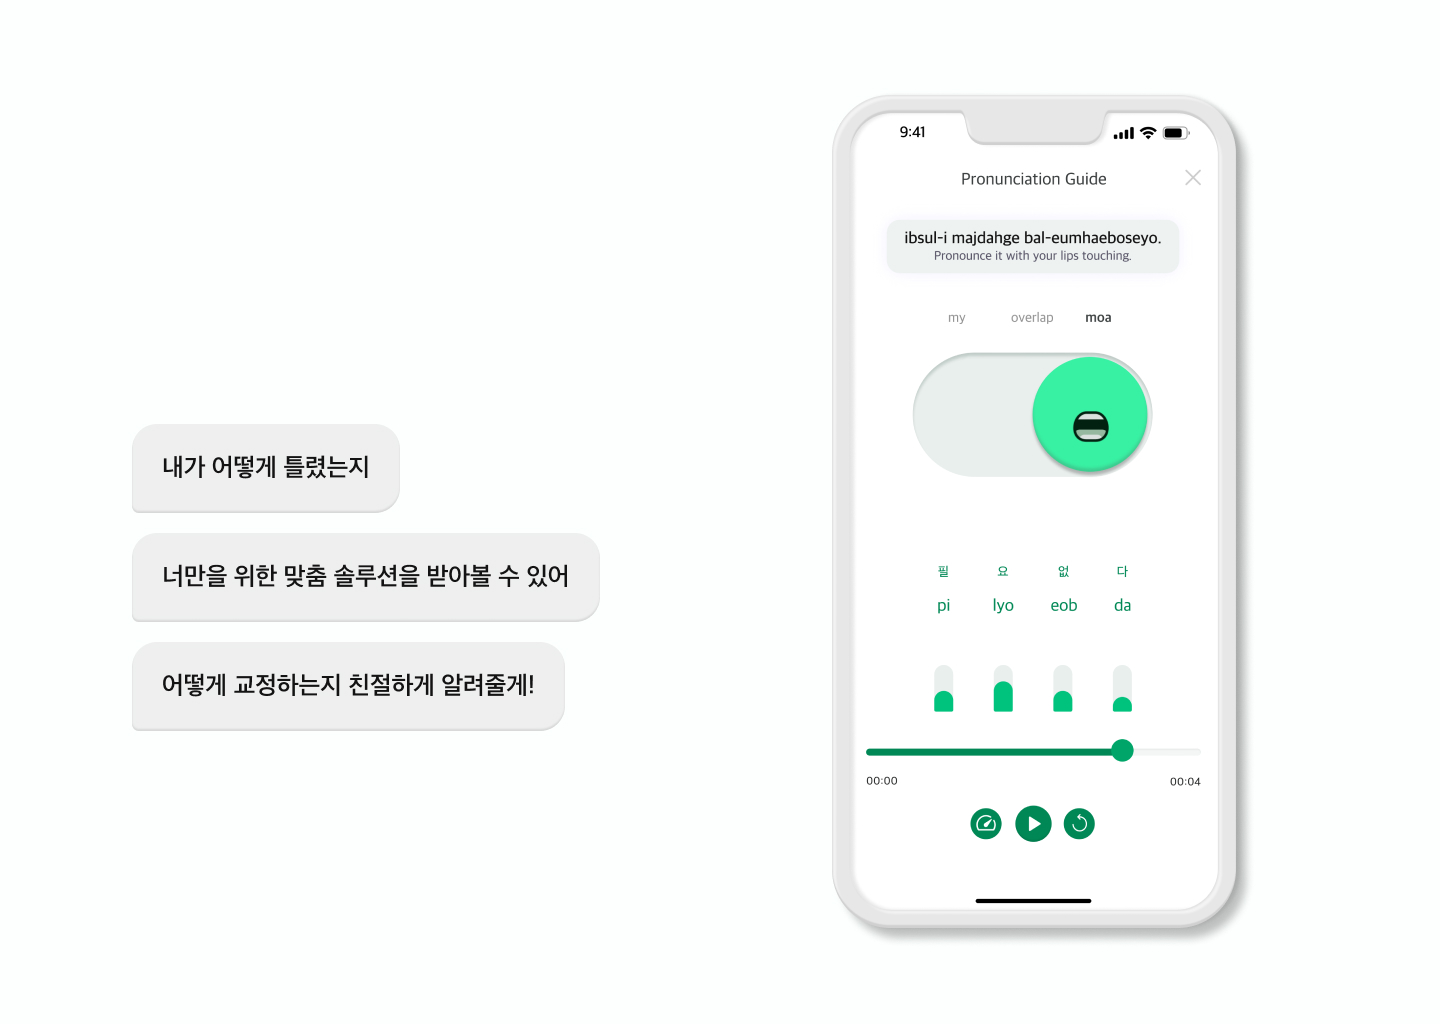 내가 어떻게 틀렸는지
너만을 위한 맞춤 솔루션을 받아볼 수 있어
어떻게 교정하는지 친절하게 알려줄게!
9:41
Pronunciation Guide
ibsul-i majdahge bal-eumhaeboseyo.
Pronounce it with your lips touching.
my overlap moa
필 요 없 다
pi lyo eob da
00:00 00:04